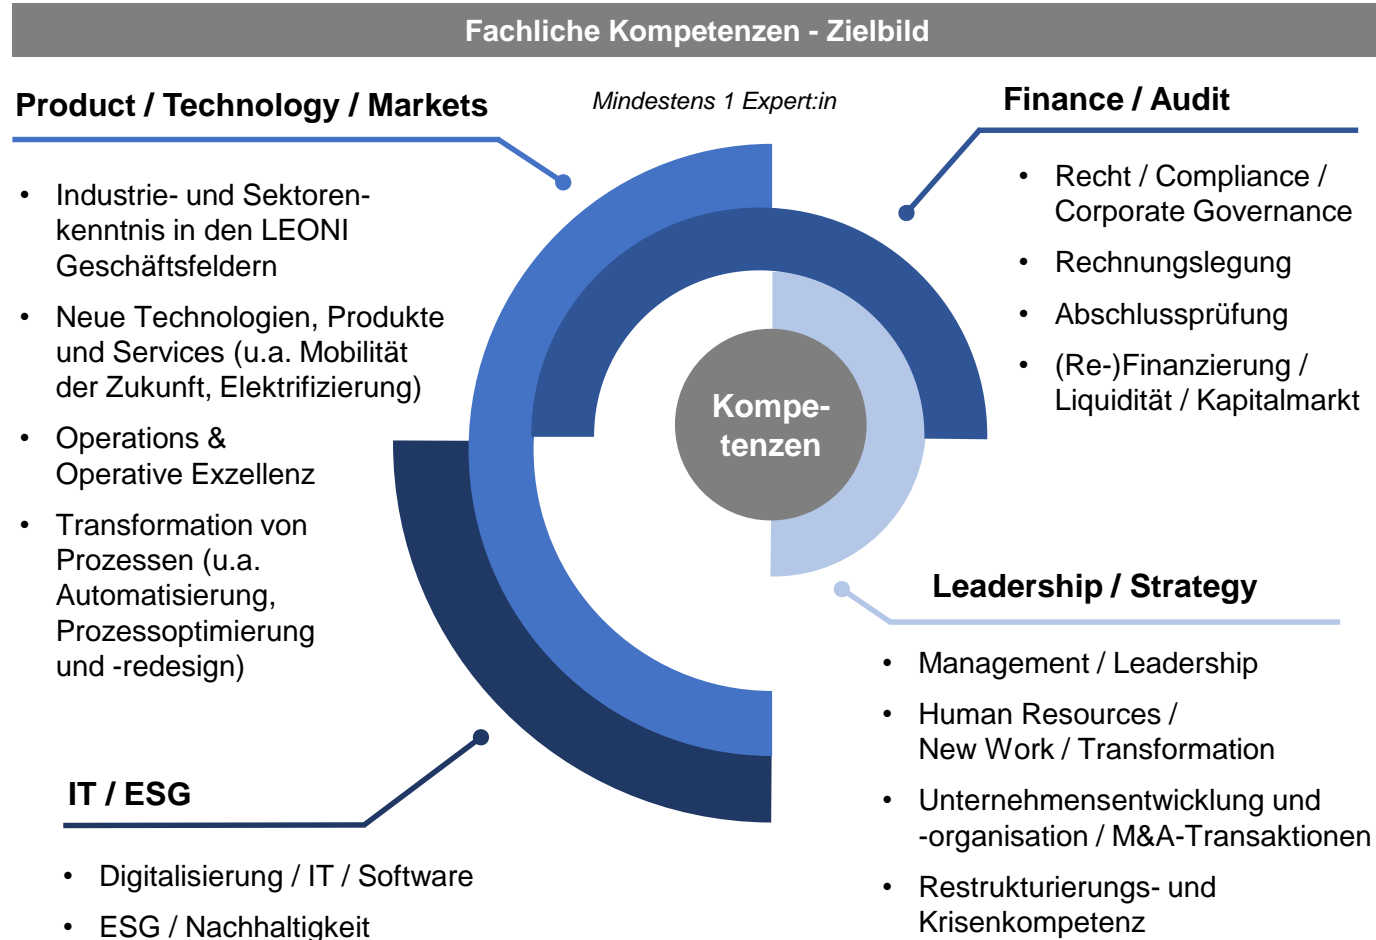 Fachliche Kompetenzen - Zielbild
Product / Technology / Markets
Mindestens 1 Expert:in
Finance / Audit
• Industrie- und Sektoren-
kenntnis in den LEONI
Geschäftsfeldern
• Neue Technologien, Produkte
und Services (u.a. Mobilität
der Zukunft, Elektrifizierung)
• Operations &
Operative Exzellenz
• Transformation von
Prozessen (u.a.
Automatisierung,
Prozessoptimierung
und -redesign)
• Recht / Compliance /
Corporate Governance
• Rechnungslegung
• Abschlussprüfung
• (Re-)Finanzierung /
Liquidität / Kapitalmarkt
Kompe-
tenzen
Leadership / Strategy
• Management / Leadership
• Human Resources /
New Work / Transformation
• Unternehmensentwicklung und
-organisation / M&A-Transaktionen
• Restrukturierungs- und
Krisenkompetenz
IT / ESG
• Digitalisierung / IT / Software
• ESG / Nachhaltigkeit